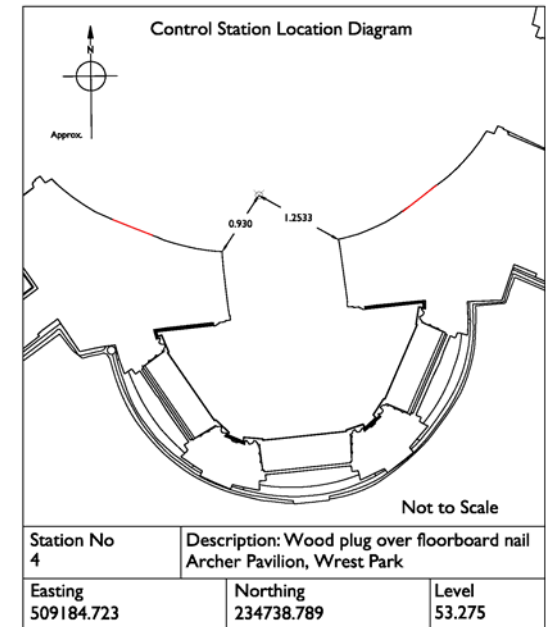 Control Station Location Diagram
N
Approx.
0.930
1.2533
Not to Scale
Station No
4
Description: Wood plug over floorboard nail
Archer Pavilion, Wrest Park
Easting
509184.723
Northing
234738.789
Level
53.275